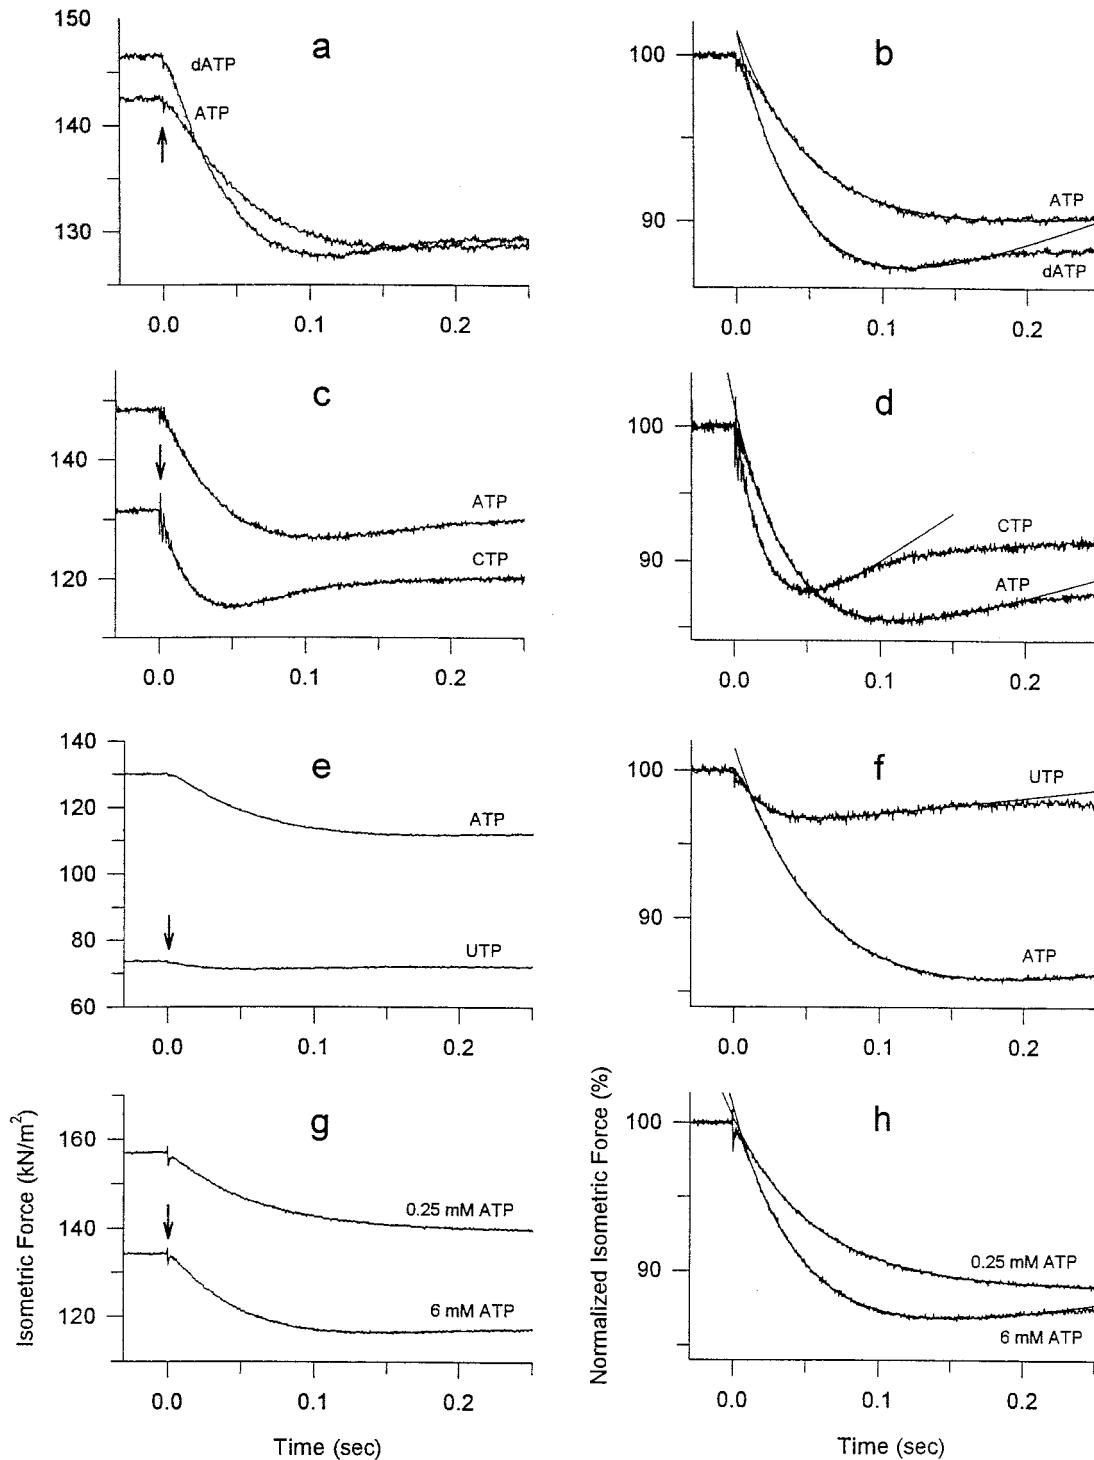 a
150
140
130
dATP
ATP
0.0 0.1 0.2
b
100
90
ATP
dATP
0.0 0.1 0.2
c
140
120
ATP
CTP
0.0 0.1 0.2
d
100
90
CTP
ATP
0.0 0.1 0.2
e
140
120
100
80
60
ATP
UTP
0.0 0.1 0.2
f
100
90
UTP
ATP
0.0 0.1 0.2
g
160
140
120
0.25 mM ATP
6 mM ATP
0.0 0.1 0.2
Isometric Force (kN/m²)
Time (sec)
h
100
90
0.25 mM ATP
6 mM ATP
0.0 0.1 0.2
Normalized Isometric Force (%)
Time (sec)